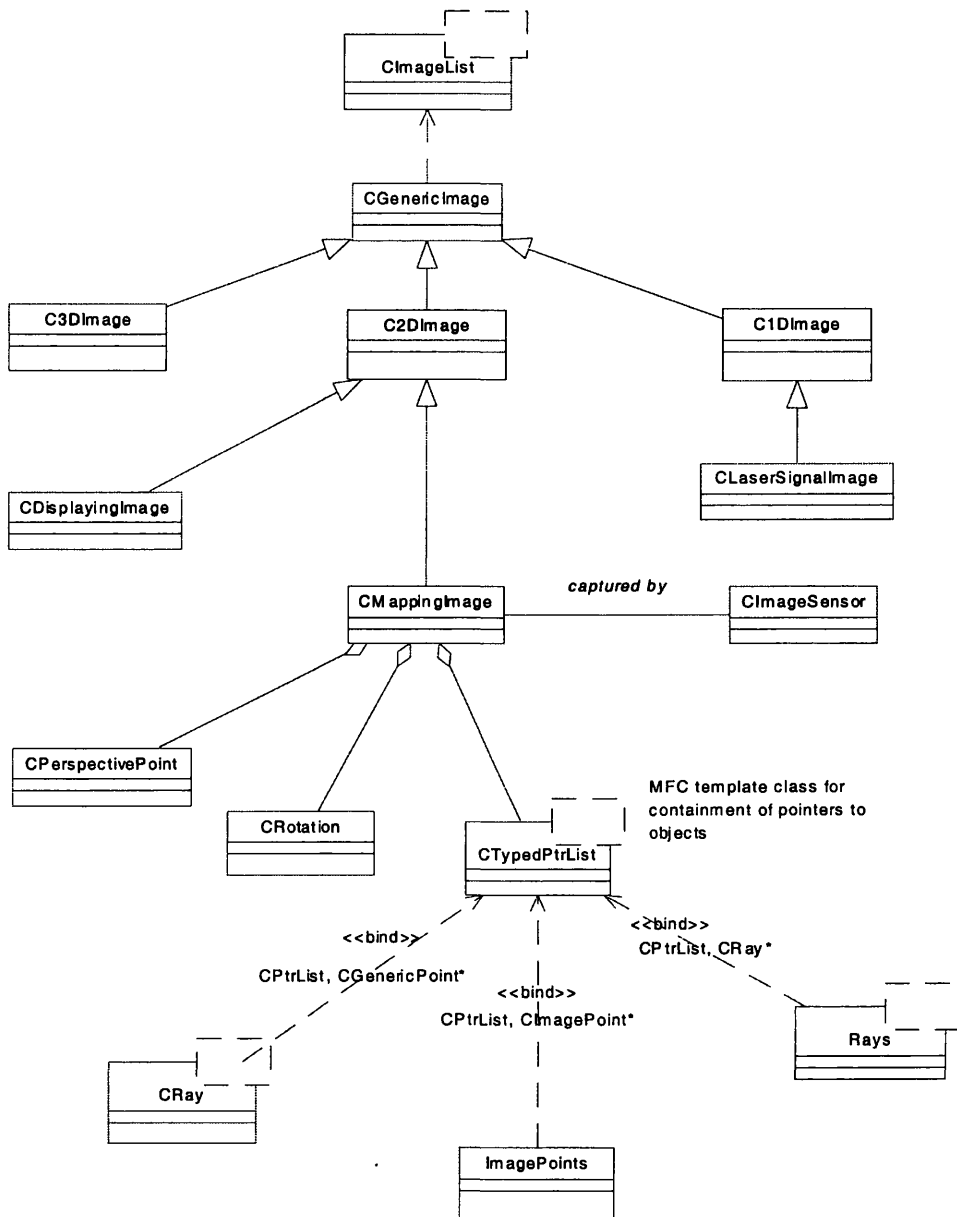 CImageList
CGenericImage
C3DImage
C2DImage
C1DImage
CDisplayingImage
CLaserSignalImage
CMappingImage
captured by
CImageSensor
CPerspectivePoint
CRotation
MFC template class for
containment of pointers to
objects
CTypedPtrList
<<bind>>
CPtrList, CGenericPoint*
<<bind>>
CPtrList, CImagePoint*
<<bind>>
CPtrList, CRay*
CRay
Rays
ImagePoints